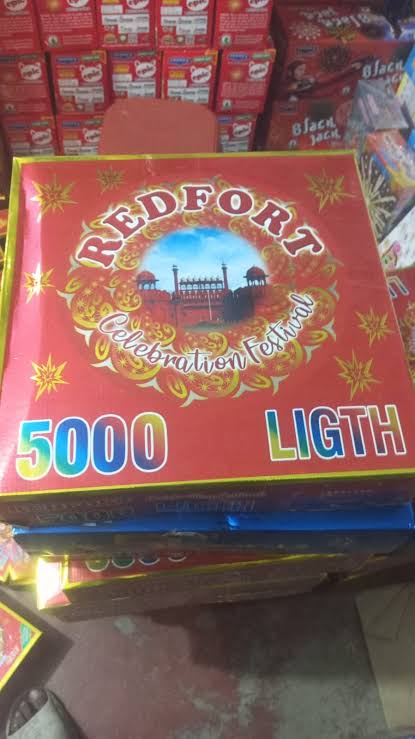 Black
Black
Jack
REDFORT
Celebration Festival
5000 LIGTH